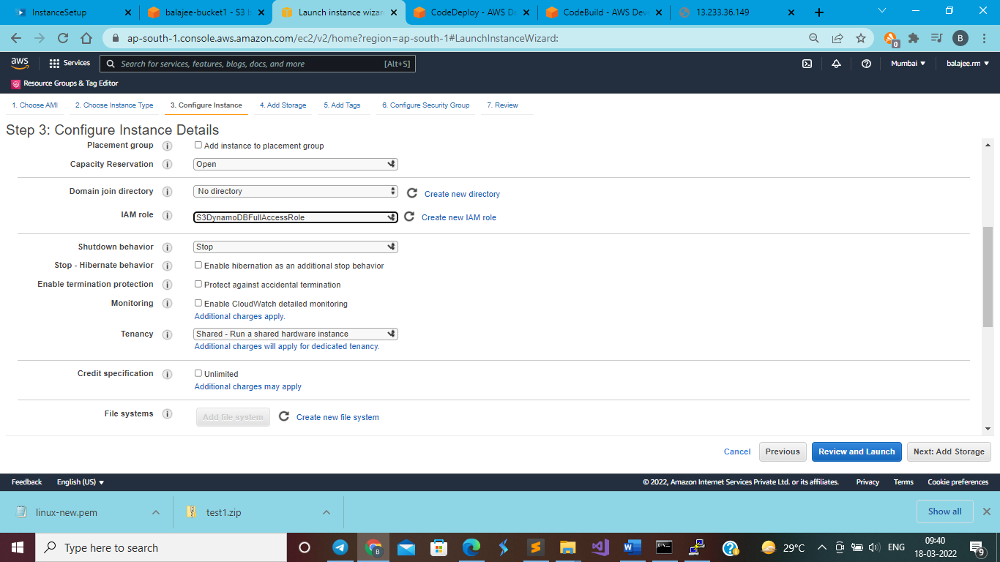 InstanceSetup
balajee-bucket1 - S3 b
Launch instance wizar
CodeDeploy - AWS De
CodeBuild - AWS Deve
13.233.36.149
ap-south-1.console.aws.amazon.com/ec2/v2/home?region=ap-south-1#LaunchInstanceWizard:
0
B
aws
Services
Search for services, features, blogs, docs, and more
[Alt+S]
Mumbai
balajee.rm
Resource Groups & Tag Editor
1. Choose AMI
2. Choose Instance Type
3. Configure Instance
4. Add Storage
5. Add Tags
6. Configure Security Group
7. Review
Step 3: Configure Instance Details
Placement group
Add instance to placement group
Capacity Reservation
Open
Domain join directory
No directory
Create new directory
IAM role
S3DynamoDBFullAccessRole
Create new IAM role
Shutdown behavior
Stop
Stop - Hibernate behavior
Enable hibernation as an additional stop behavior
Enable termination protection
Protect against accidental termination
Monitoring
Enable CloudWatch detailed monitoring
Additional charges apply.
Tenancy
Shared - Run a shared hardware instance
Additional charges will apply for dedicated tenancy.
Credit specification
Unlimited
Additional charges may apply
File systems
Add file system
Create new file system
Cancel
Previous
Review and Launch
Next: Add Storage
Feedback
English (US)
© 2022, Amazon Internet Services Private Ltd. or its affiliates.
Privacy
Terms
Cookie preferences
linux-new.pem
test1.zip
Show all
Type here to search
29°C
ENG
09:40
18-03-2022
9